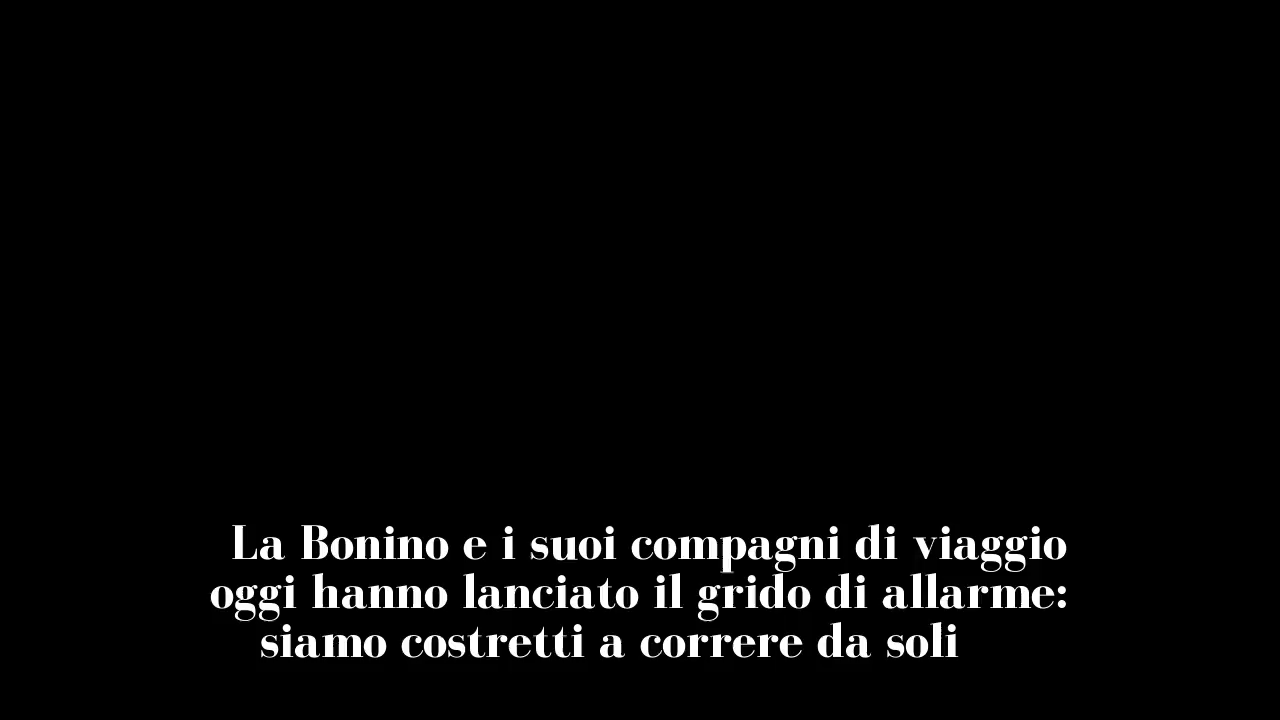 La Bonino e i suoi compagni di viaggio
oggi hanno lanciato il grido di allarme:
siamo costretti a correre da soli